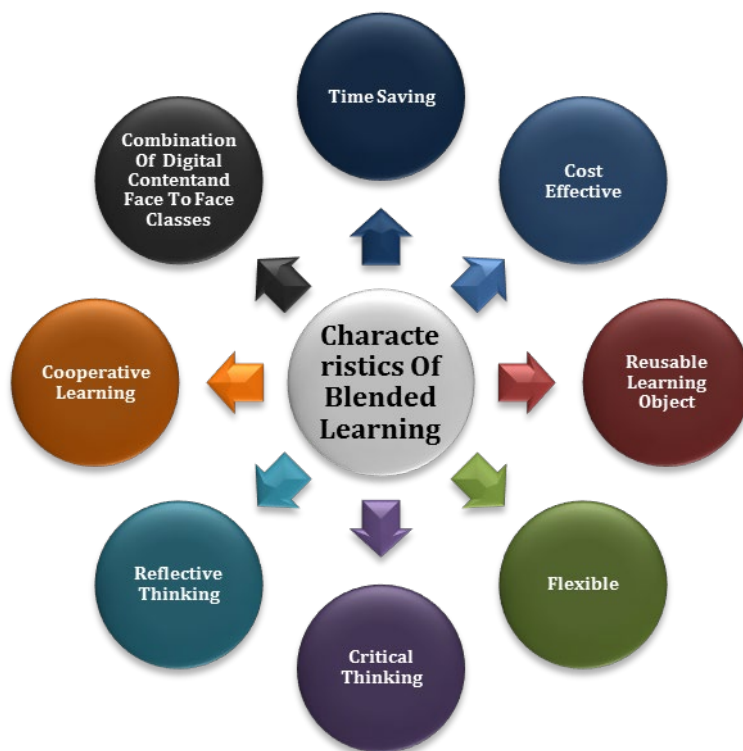 Time Saving
Cost
Effective
Reusable
Learning
Object
Flexible
Critical
Thinking
Reflective
Thinking
Cooperative
Learning
Combination
Of Digital
Contentand
Face To Face
Classes
Characte
ristics Of
Blended
Learning